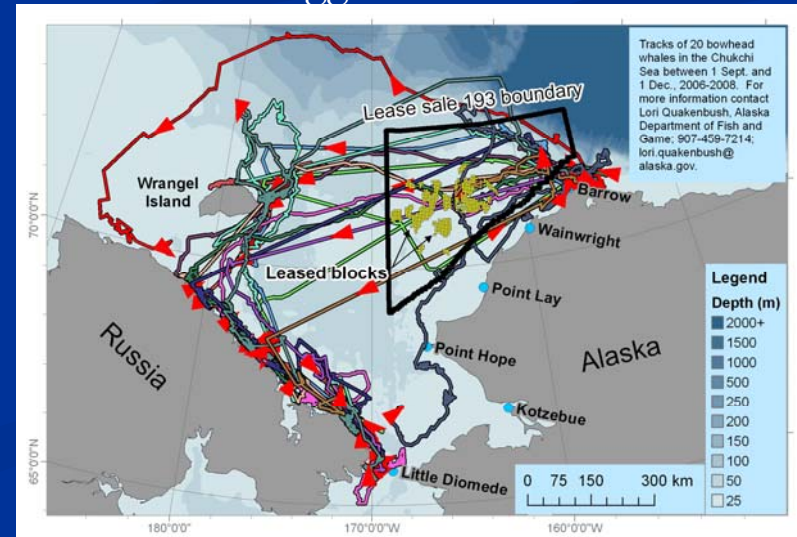 Tracks of 20 bowhead
whales in the Chukchi
Sea between 1 Sept. and
1 Dec., 2006-2008. For
more information contact
Lori Quakenbush, Alaska
Department of Fish and
Game; 907-459-7214;
lori.quakenbush@
alaska.gov.
Lease sale 193 boundary
Wrangel
Island
70°0'0"N
Barrow
Wainwright
Leased blocks
Point Lay
Russia
Point Hope
Alaska
Kotzebue
65°0'0"N
Little Diomede
Legend
Depth (m)
2000+
1500
1000
500
250
200
150
100
50
25
0 75 150 300 km
180°0'0"
170°0'0"W
160°0'0"W